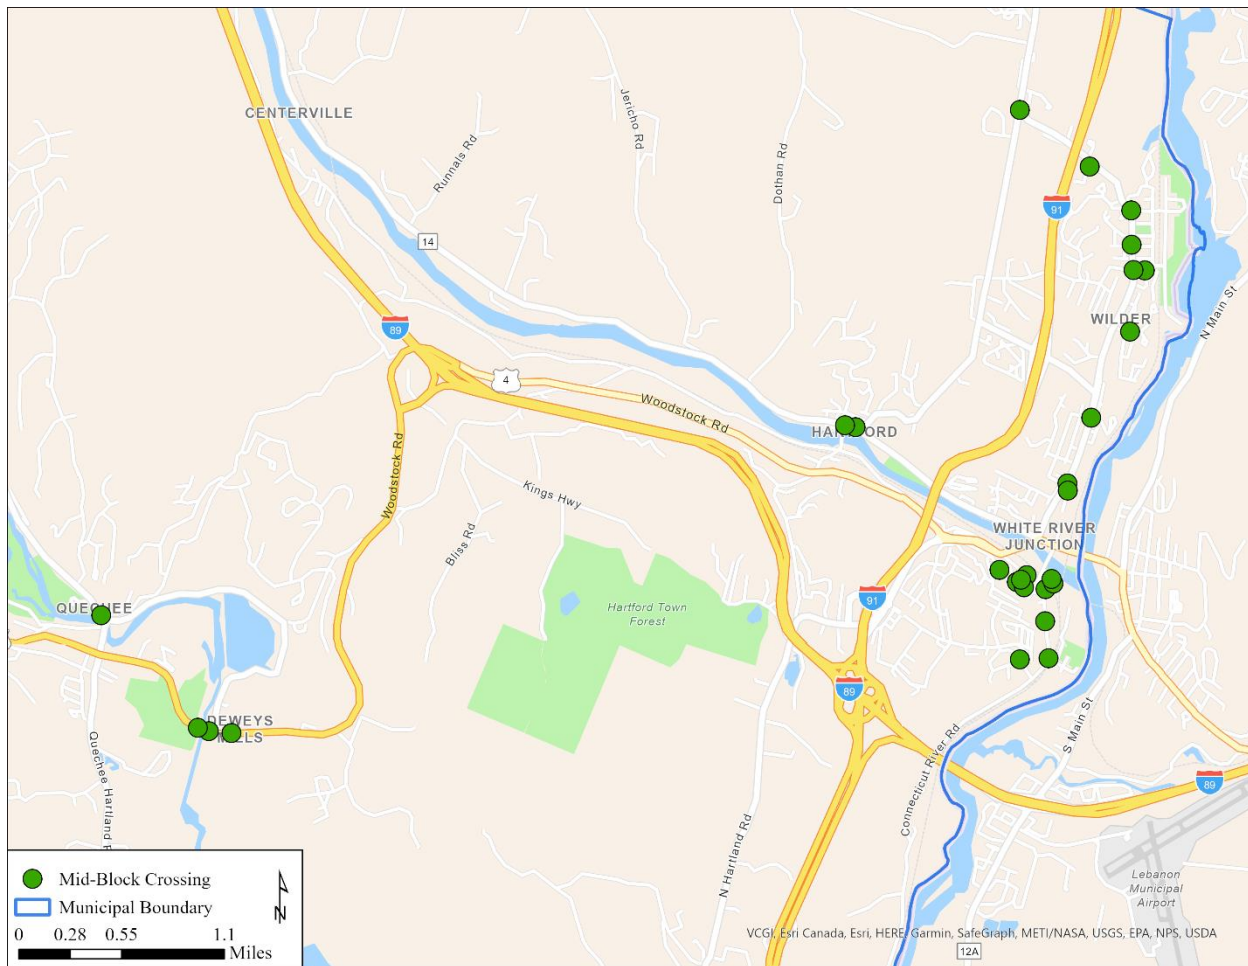 CENTERVILLE
Runnals Rd
Jericho Rd
Dothan Rd
14
91
89
4
Woodstock Rd
WILDER
N Main St
HARTFORD
Woodstock Rd
Kings Hwy
Bliss Rd
WHITE RIVER
JUNCTION
QUECHEE
Hartford Town
Forest
91
89
DEWEYS
MILLS
Quechee Hartland R
N Hartland Rd
Connecticut River Rd
S Main St
89
Lebanon
Municipal
Airport
12A
Mid-Block Crossing
Municipal Boundary
N
0 0.28 0.55 1.1
Miles
VCGI, Esri Canada, Esri, HERE, Garmin, SafeGraph, METI/NASA, USGS, EPA, NPS, USDA